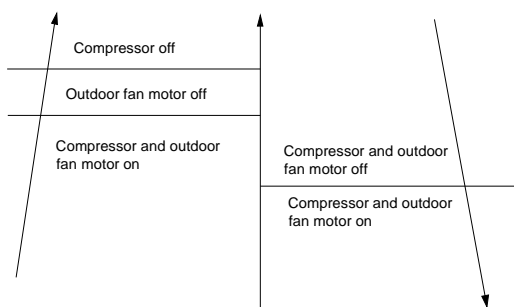 Compressor off
Outdoor fan motor off
Compressor and outdoor
fan motor on
Compressor and outdoor
fan motor off
Compressor and outdoor
fan motor on